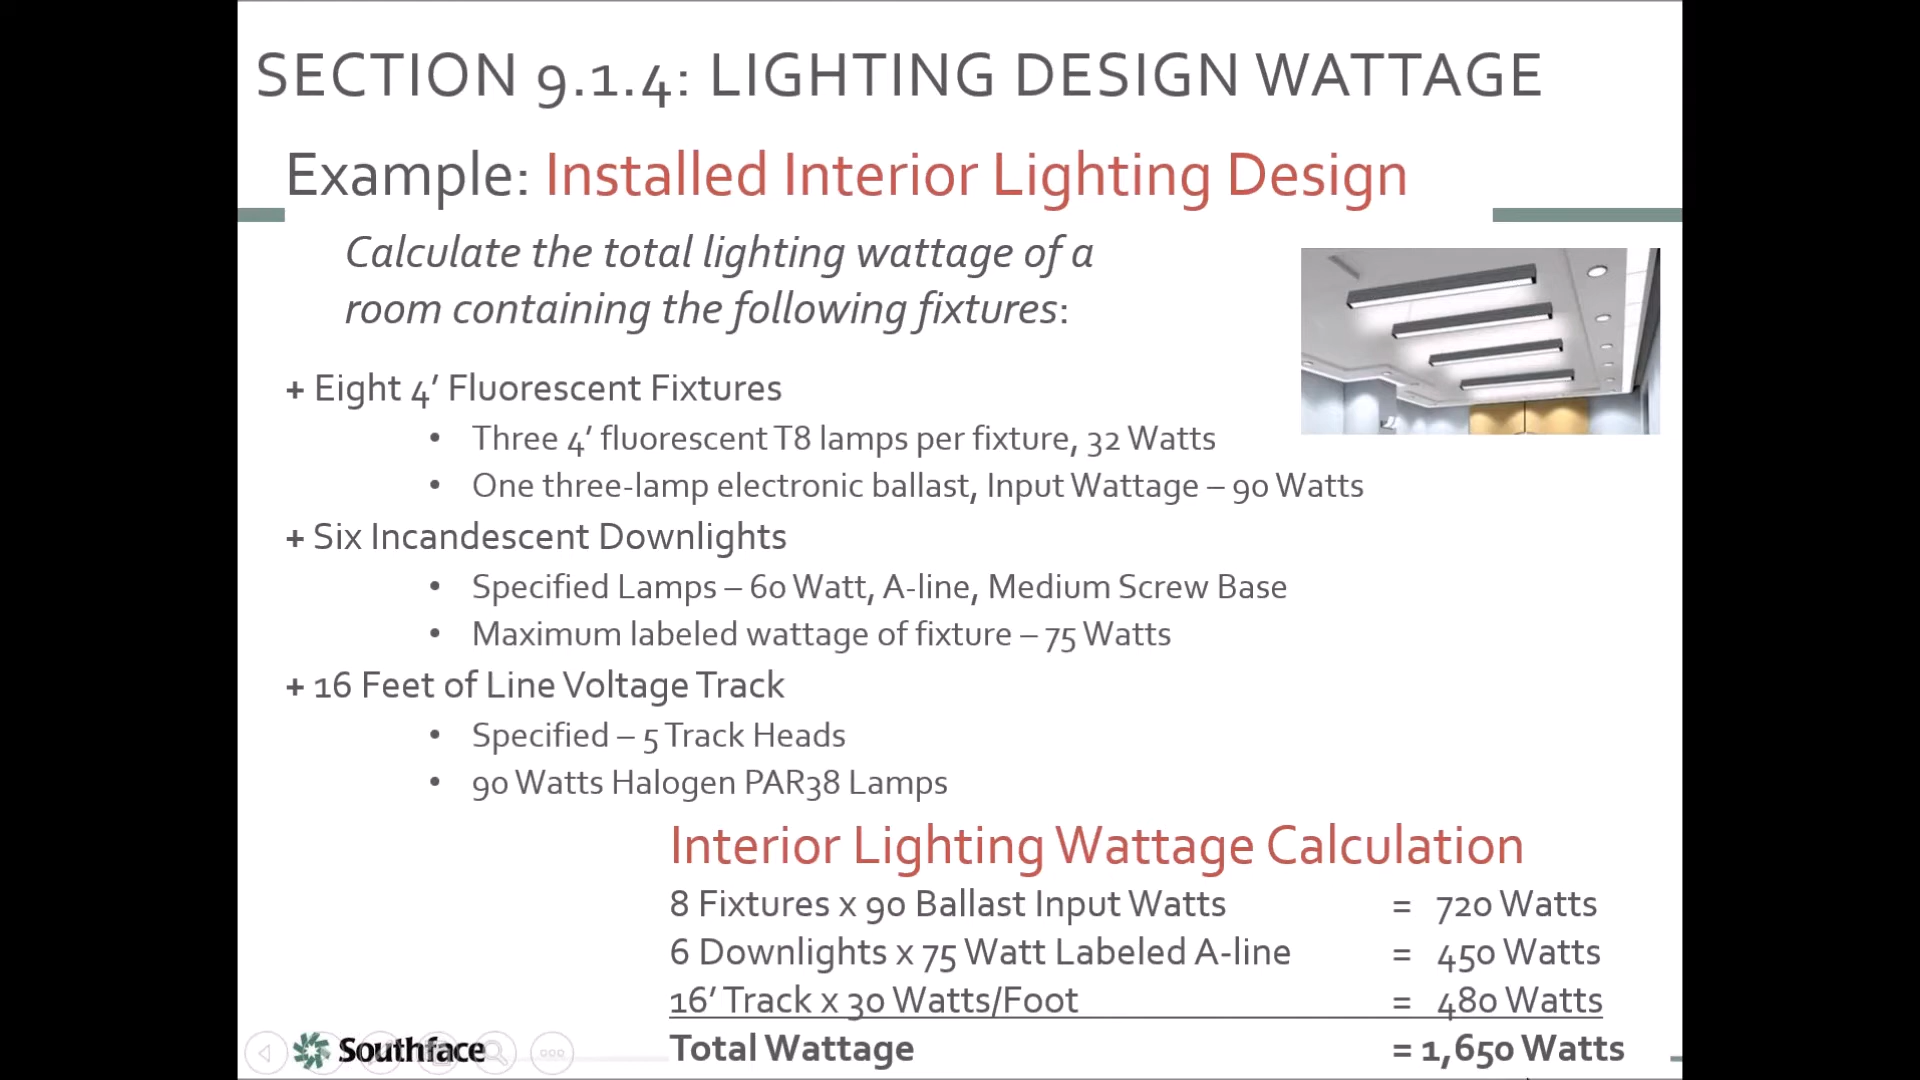 SECTION 9.1.4: LIGHTING DESIGN WATTAGE
Example: Installed Interior Lighting Design
Calculate the total lighting wattage of a
room containing the following fixtures:
+ Eight 4’ Fluorescent Fixtures
• Three 4’ fluorescent T8 lamps per fixture, 32 Watts
• One three-lamp electronic ballast, Input Wattage – 90 Watts
+ Six Incandescent Downlights
• Specified Lamps – 60 Watt, A-line, Medium Screw Base
• Maximum labeled wattage of fixture – 75 Watts
+ 16 Feet of Line Voltage Track
• Specified – 5 Track Heads
• 90 Watts Halogen PAR38 Lamps
Interior Lighting Wattage Calculation
8 Fixtures x 90 Ballast Input Watts = 720 Watts
6 Downlights x 75 Watt Labeled A-line = 450 Watts
16’ Track x 30 Watts/Foot = 480 Watts
Total Wattage = 1,650 Watts
Southface